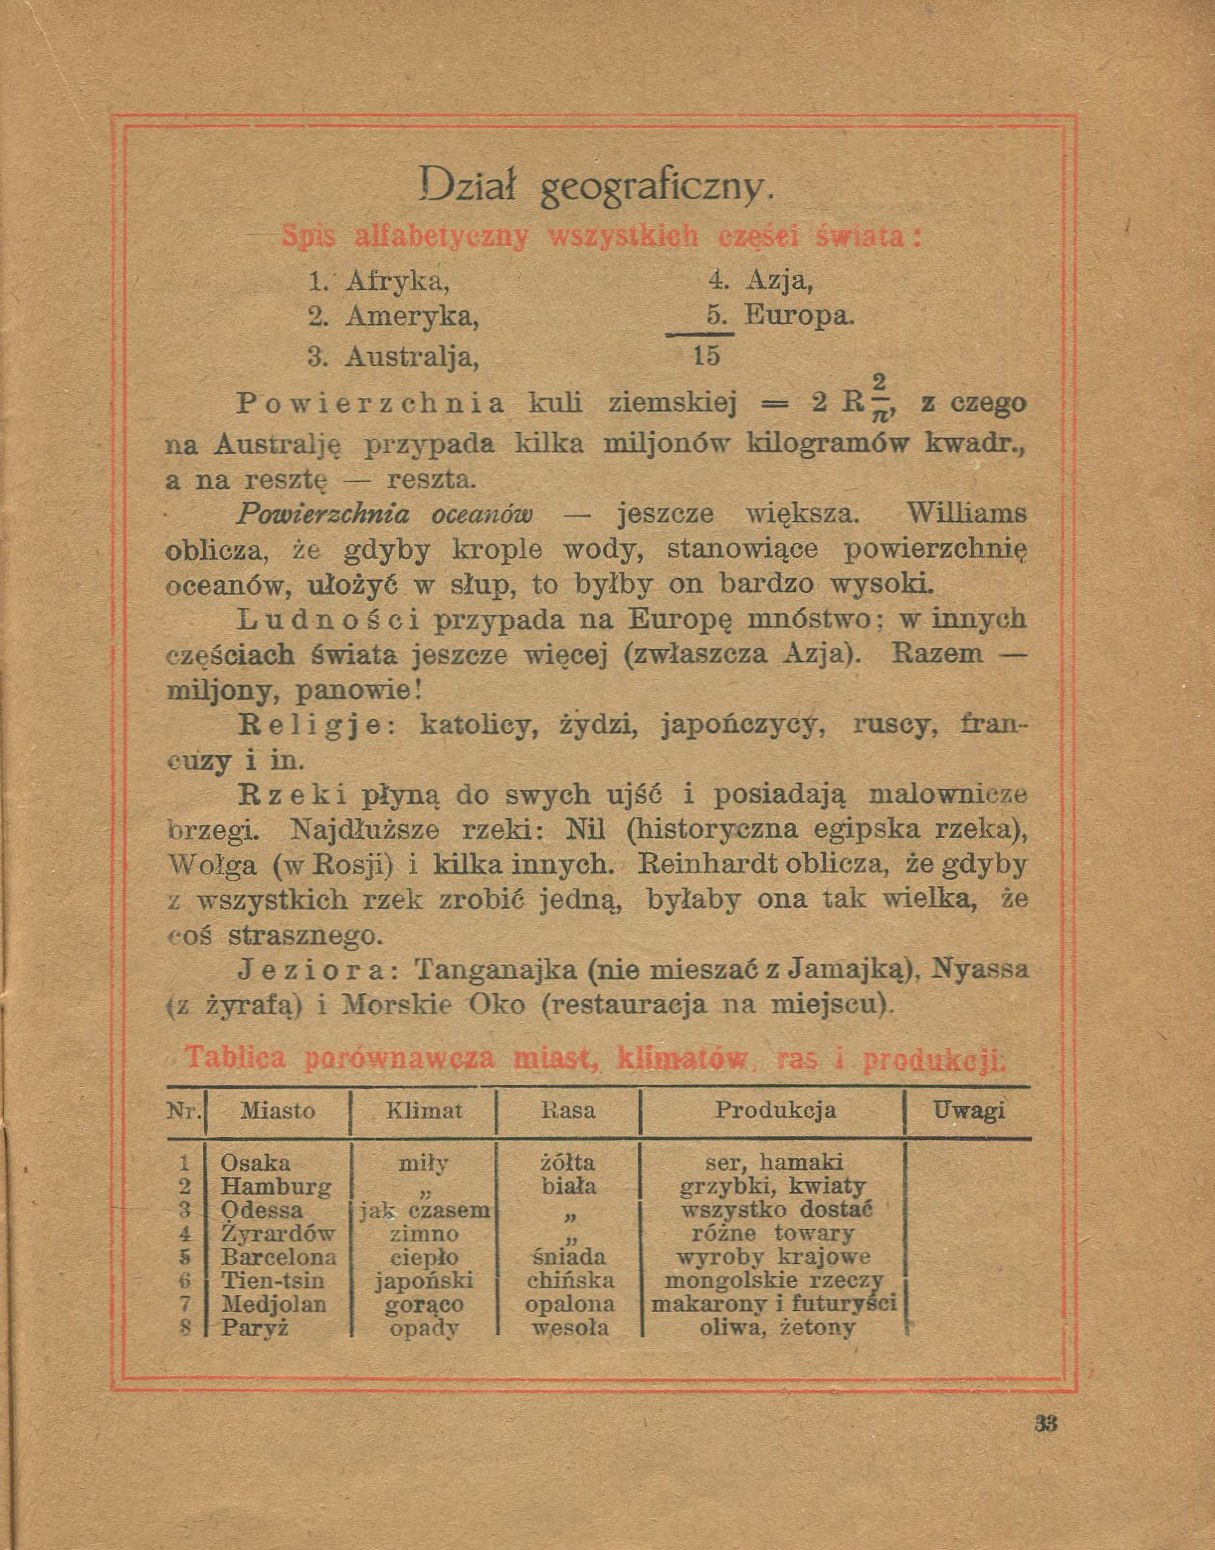 Dział geograficzny.
Spis alfabetyczny wszystkich części świata:
1. Afryka, 4. Azja,
2. Ameryka, 5. Europa.
3. Australja, 15
Powierzchnia kuli ziemskiej = 2 R 2/π, z czego
na Australję przypada kilka miljonów kilogramów kwadr.,
a na resztę — reszta.
Powierzchnia oceanów — jeszcze większa. Williams
oblicza, że gdyby krople wody, stanowiące powierzchnię
oceanów, ułożyć w słup, to byłby on bardzo wysoki.
Ludności przypada na Europę mnóstwo; w innych
częściach świata jeszcze więcej (zwłaszcza Azja). Razem —
miljony, panowie!
Religje: katolicy, żydzi, japończycy, ruscy, fran-
cuzy i in.
Rzeki płyną do swych ujść i posiadają malownicze
brzegi. Najdłuższe rzeki: Nil (historyczna egipska rzeka),
Wołga (w Rosji) i kilka innych. Reinhardt oblicza, że gdyby
z wszystkich rzek zrobić jedną, byłaby ona tak wielka, że
coś strasznego.
Jeziora: Tanganajka (nie mieszać z Jamajką), Nyassa
(z żyrafą) i Morskie Oko (restauracja na miejscu).
Tablica porównawcza miast, klimatów, ras i produkcji.
Nr. Miasto Klimat Rasa Produkcja Uwagi
1 Osaka miły żółta ser, hamaki
2 Hamburg „ biała grzybki, kwiaty
3 Odessa jak czasem „ wszystko dostać
4 Żyrardów zimno „ różne towary
5 Barcelona ciepło śniada wyroby krajowe
6 Tien-tsin japoński chińska mongolskie rzeczy
7 Medjolan gorąco opalona makarony i futuryści
8 Paryż opady wesoła oliwa, żetony
33